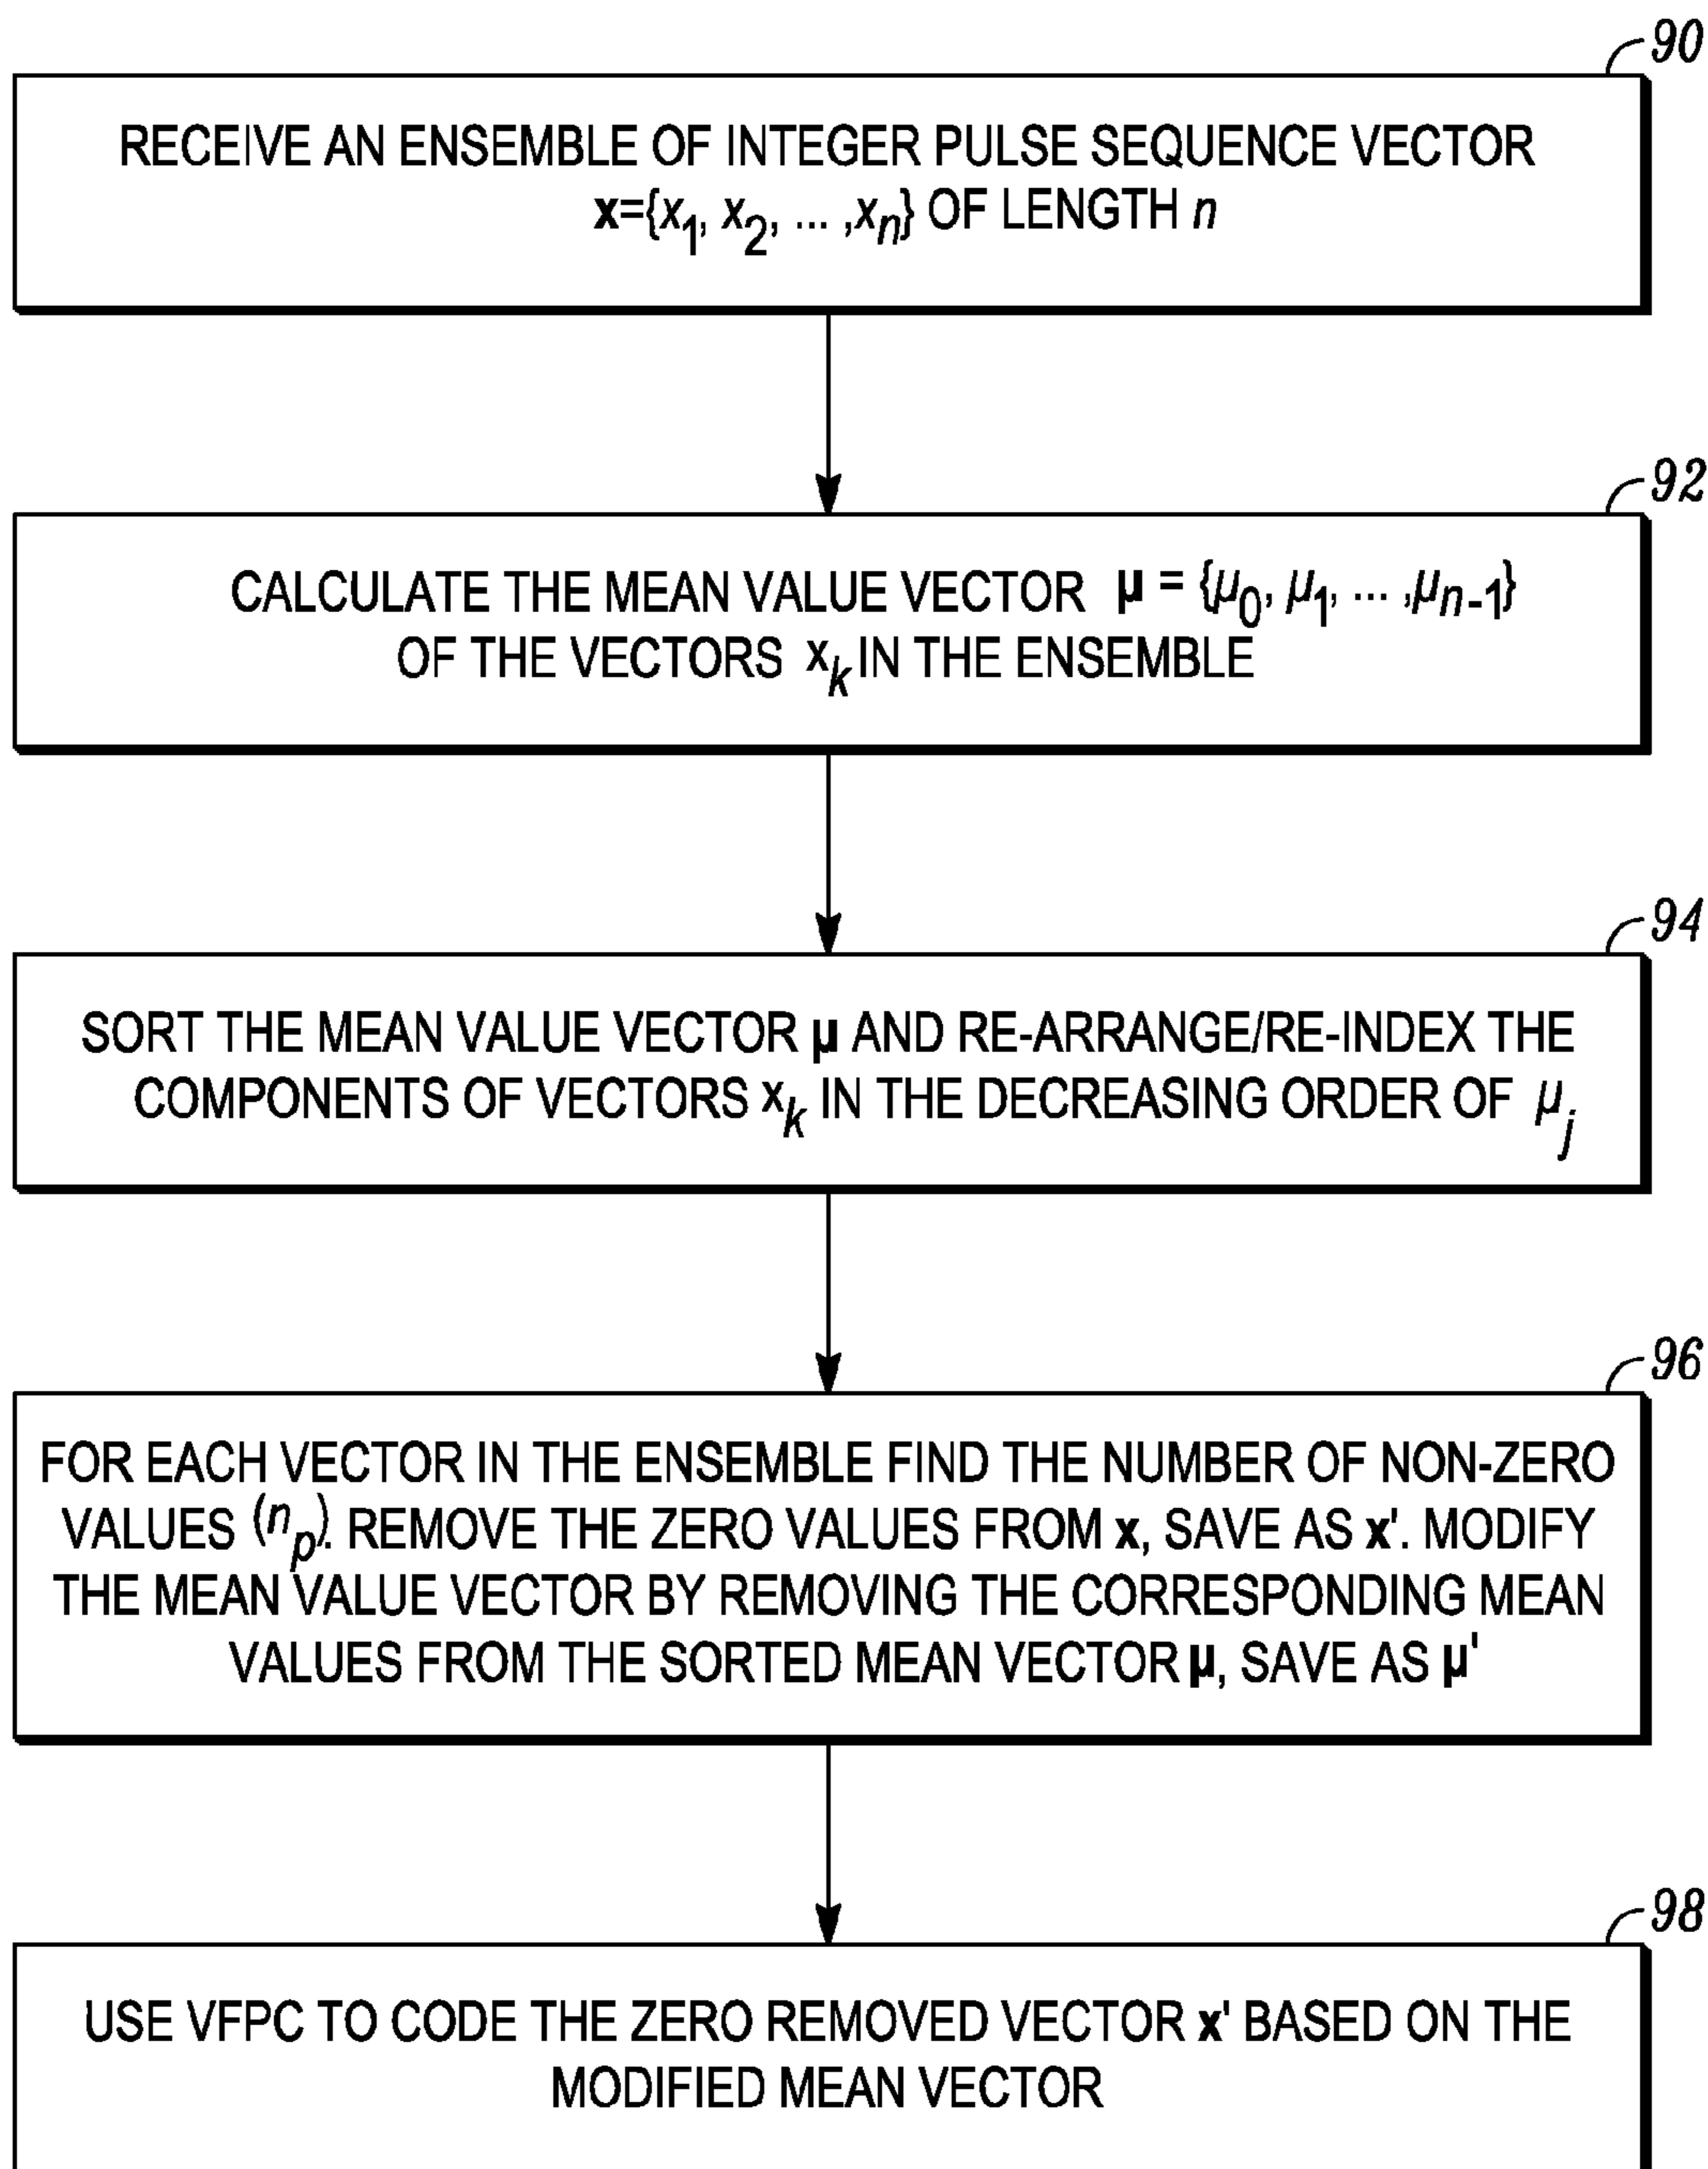 90
RECEIVE AN ENSEMBLE OF INTEGER PULSE SEQUENCE VECTOR
x={x1, x2, ... ,xn} OF LENGTH n
92
CALCULATE THE MEAN VALUE VECTOR μ = {μ0, μ1, ... ,μn-1}
OF THE VECTORS xk IN THE ENSEMBLE
94
SORT THE MEAN VALUE VECTOR μ AND RE-ARRANGE/RE-INDEX THE
COMPONENTS OF VECTORS xk IN THE DECREASING ORDER OF μj
96
FOR EACH VECTOR IN THE ENSEMBLE FIND THE NUMBER OF NON-ZERO
VALUES (np). REMOVE THE ZERO VALUES FROM x, SAVE AS x'. MODIFY
THE MEAN VALUE VECTOR BY REMOVING THE CORRESPONDING MEAN
VALUES FROM THE SORTED MEAN VECTOR μ, SAVE AS μ'
98
USE VFPC TO CODE THE ZERO REMOVED VECTOR x' BASED ON THE
MODIFIED MEAN VECTOR